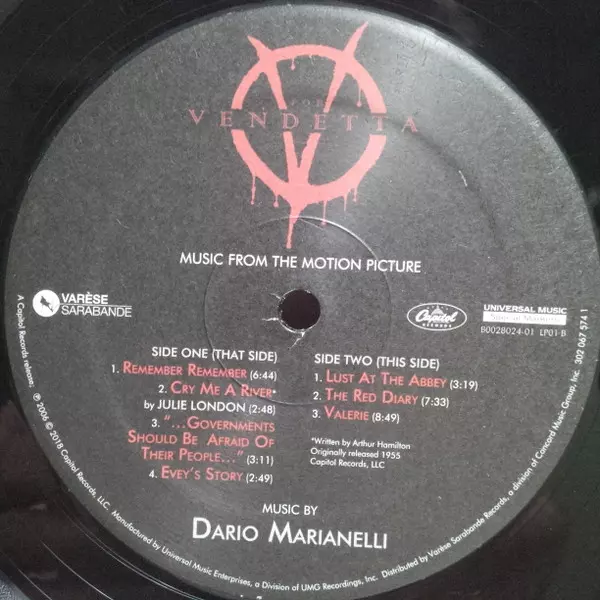 FOR
VENDETTA
MUSIC FROM THE MOTION PICTURE
VARÈSE
SARABANDE
Capitol
RECORDS
UNIVERSAL MUSIC
Special Markets
B0028024-01 LP01-B
302 067 574 1
SIDE ONE (THAT SIDE)
1. REMEMBER REMEMBER (6:44)
2. CRY ME A RIVER*
by JULIE LONDON (2:48)
3. “...GOVERNMENTS
SHOULD BE AFRAID OF
THEIR PEOPLE...” (3:11)
4. EVEY'S STORY (2:49)
SIDE TWO (THIS SIDE)
1. LUST AT THE ABBEY (3:19)
2. THE RED DIARY (7:33)
3. VALERIE (8:49)
*Written by Arthur Hamilton
Originally released 1955
Capitol Records, LLC
MUSIC BY
DARIO MARIANELLI
A Capitol Records release; ℗ 2006 © 2018 Capitol Records, LLC. Manufactured by Universal Music Enterprises, a Division of UMG Recordings, Inc. Distributed by Varèse Sarabande Records, a division of Concord Music Group, Inc.